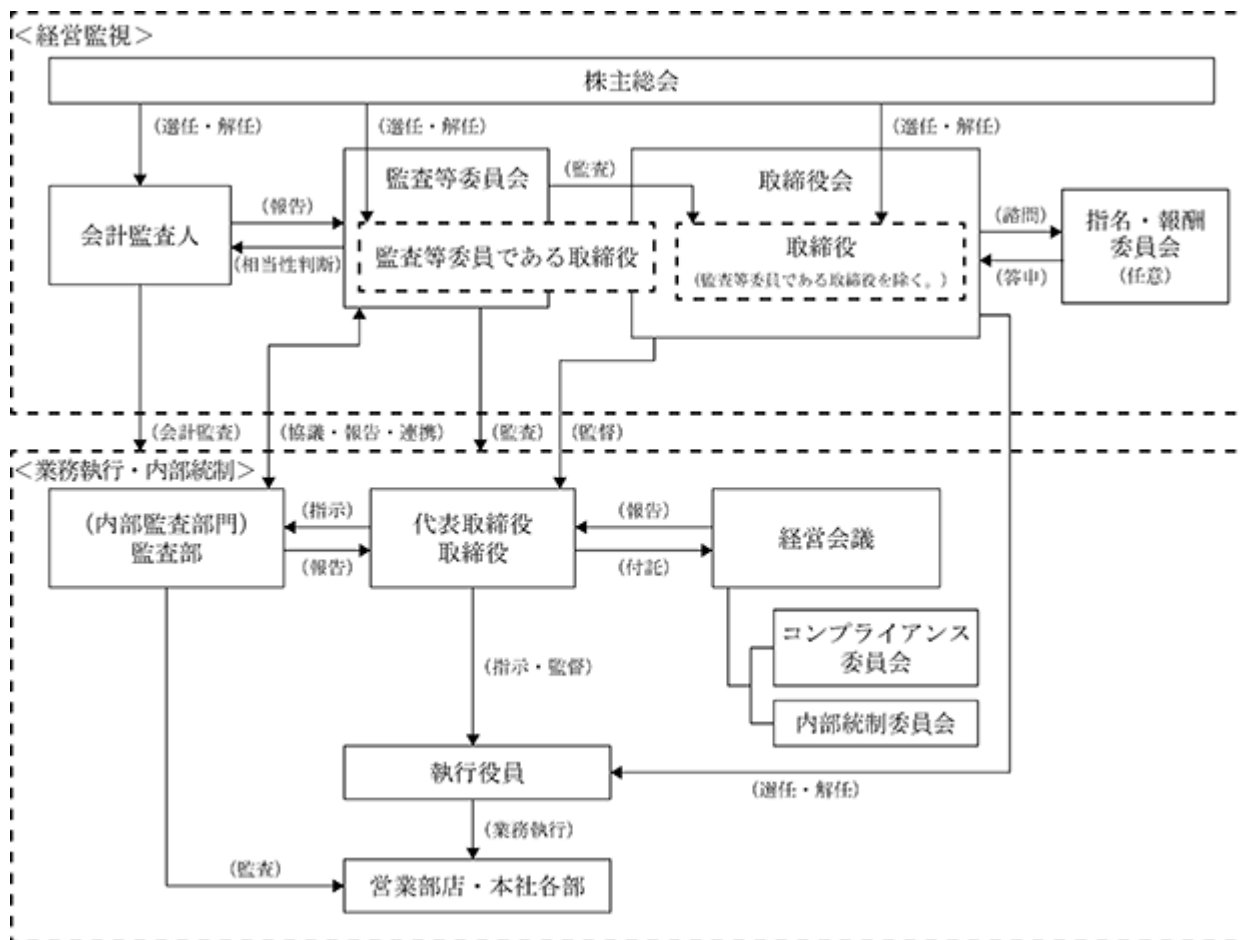 ＜経営監視＞
株主総会
（選任・解任）
（選任・解任）
（選任・解任）
監査等委員会
（監査）
取締役会
会計監査人
（報告）
（相当性判断）
監査等委員である取締役
取締役
（監査等委員である取締役を除く。）
（諮問）
（答申）
指名・報酬
委員会
（任意）
（会計監査）
（協議・報告・連携）
（監査）
（監督）
＜業務執行・内部統制＞
（内部監査部門）
監査部
（指示）
（報告）
代表取締役
取締役
（報告）
（付託）
経営会議
コンプライアンス
委員会
（指示・監督）
内部統制委員会
執行役員
（選任・解任）
（業務執行）
（監査）
営業部店・本社各部